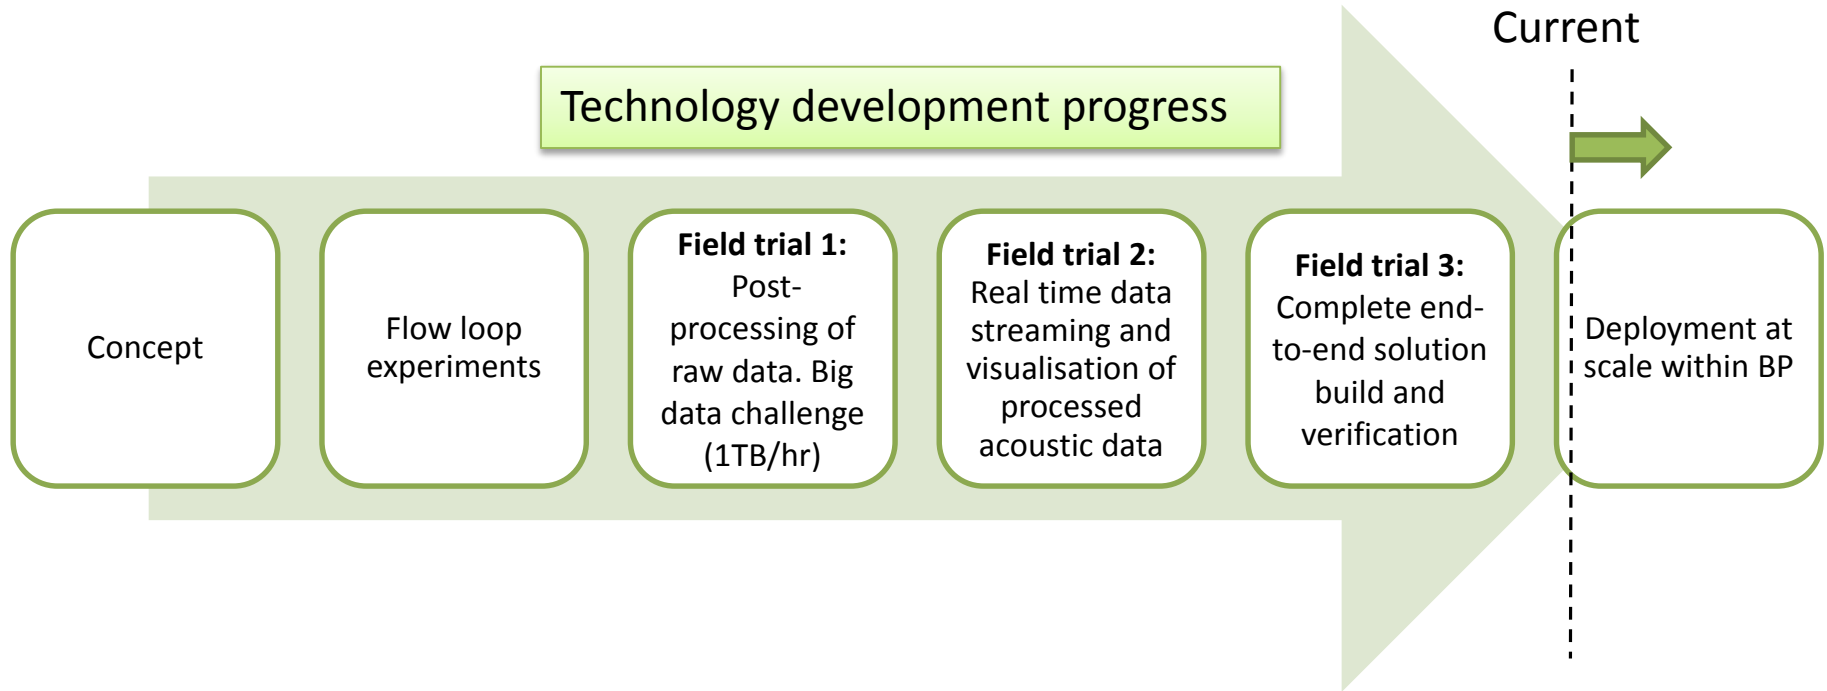 Current
Technology development progress
Concept
Flow loop
experiments
Field trial 1:
Post-
processing of
raw data. Big
data challenge
(1TB/hr)
Field trial 2:
Real time data
streaming and
visualisation of
processed
acoustic data
Field trial 3:
Complete end-
to-end solution
build and
verification
Deployment at
scale within BP